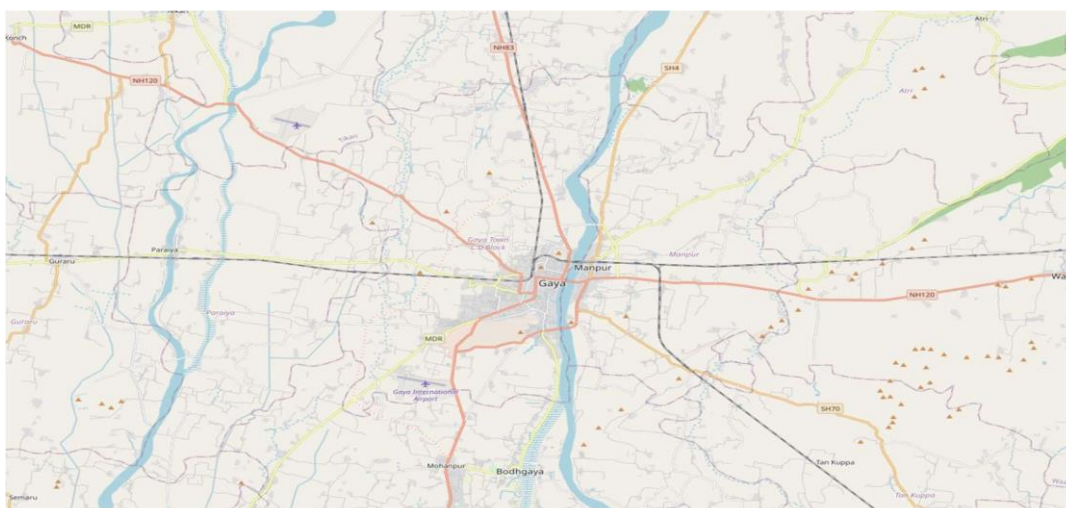 MDR
Atri
NH83
SH4
NH120
Atri
Tikari
Gaya Town
C.D.Block
Paraiya
Manpur
Guraru
Manpur
Gaya
NH120
Guraru
Paraiya
MDR
Gaya International
Airport
SH70
Mohanpur
Bodhgaya
Tan Kuppa
Semaru
Tan Kuppa